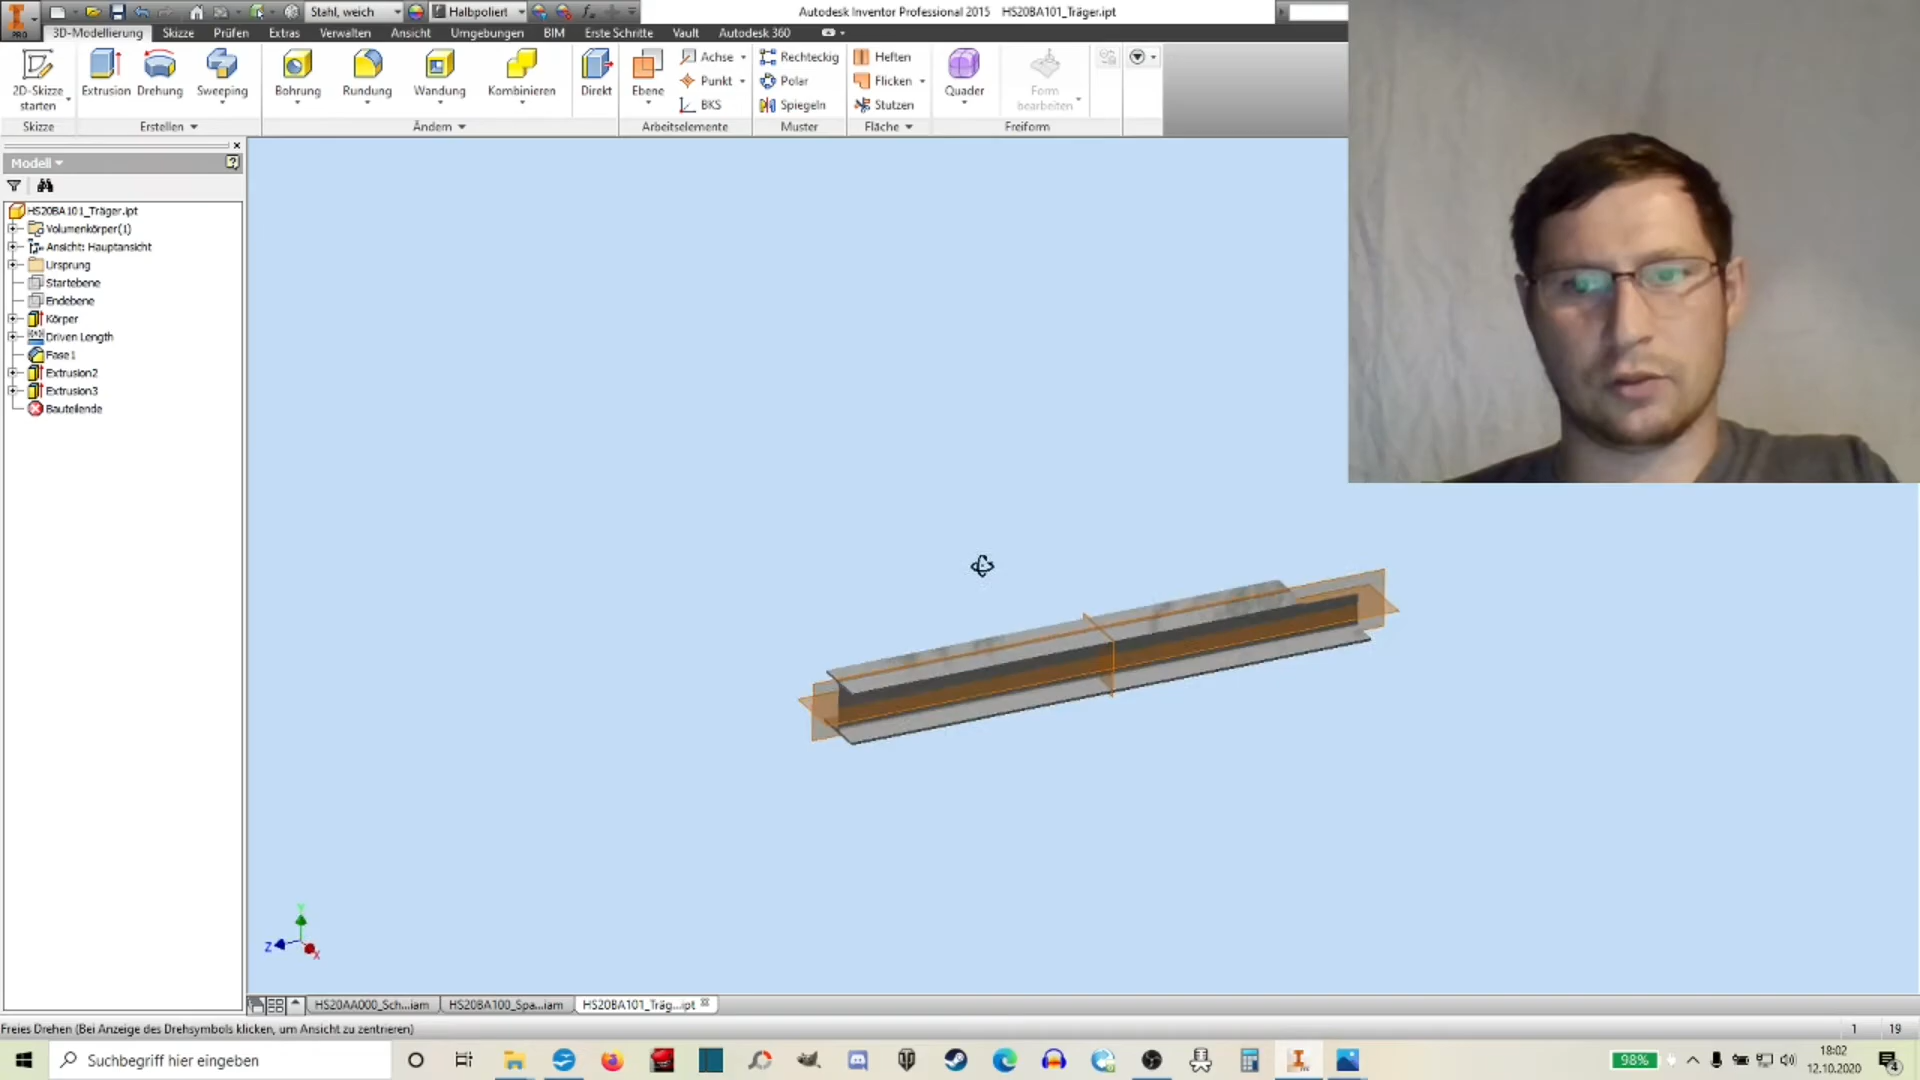 Stahl, weich
Halbpoliert
Autodesk Inventor Professional 2015 HS20BA101_Träger.ipt
PRO
3D-Modellierung Skizze Prüfen Extras Verwalten Ansicht Umgebungen BIM Erste Schritte Vault Autodesk 360
2D-Skizze starten
Extrusion
Drehung
Sweeping
Bohrung
Rundung
Wandung
Kombinieren
Direkt
Ebene
Achse
Punkt
BKS
Rechteckig
Polar
Spiegeln
Heften
Flicken
Stutzen
Quader
Form bearbeiten
Skizze
Erstellen
Ändern
Arbeitselemente
Muster
Fläche
Freiform
Modell
HS20BA101_Träger.ipt
Volumenkörper(1)
Ansicht: Hauptansicht
Ursprung
Startebene
Endebene
Körper
Driven Length
Fase1
Extrusion2
Extrusion3
Bauteilende
Y
Z
X
HS20AA000_Sch...iam
HS20BA100_Spa...iam
HS20BA101_Träg...ipt
Freies Drehen (Bei Anzeige des Drehsymbols klicken, um Ansicht zu zentrieren)
1 19
Suchbegriff hier eingeben
98%
18:02
12.10.2020
4